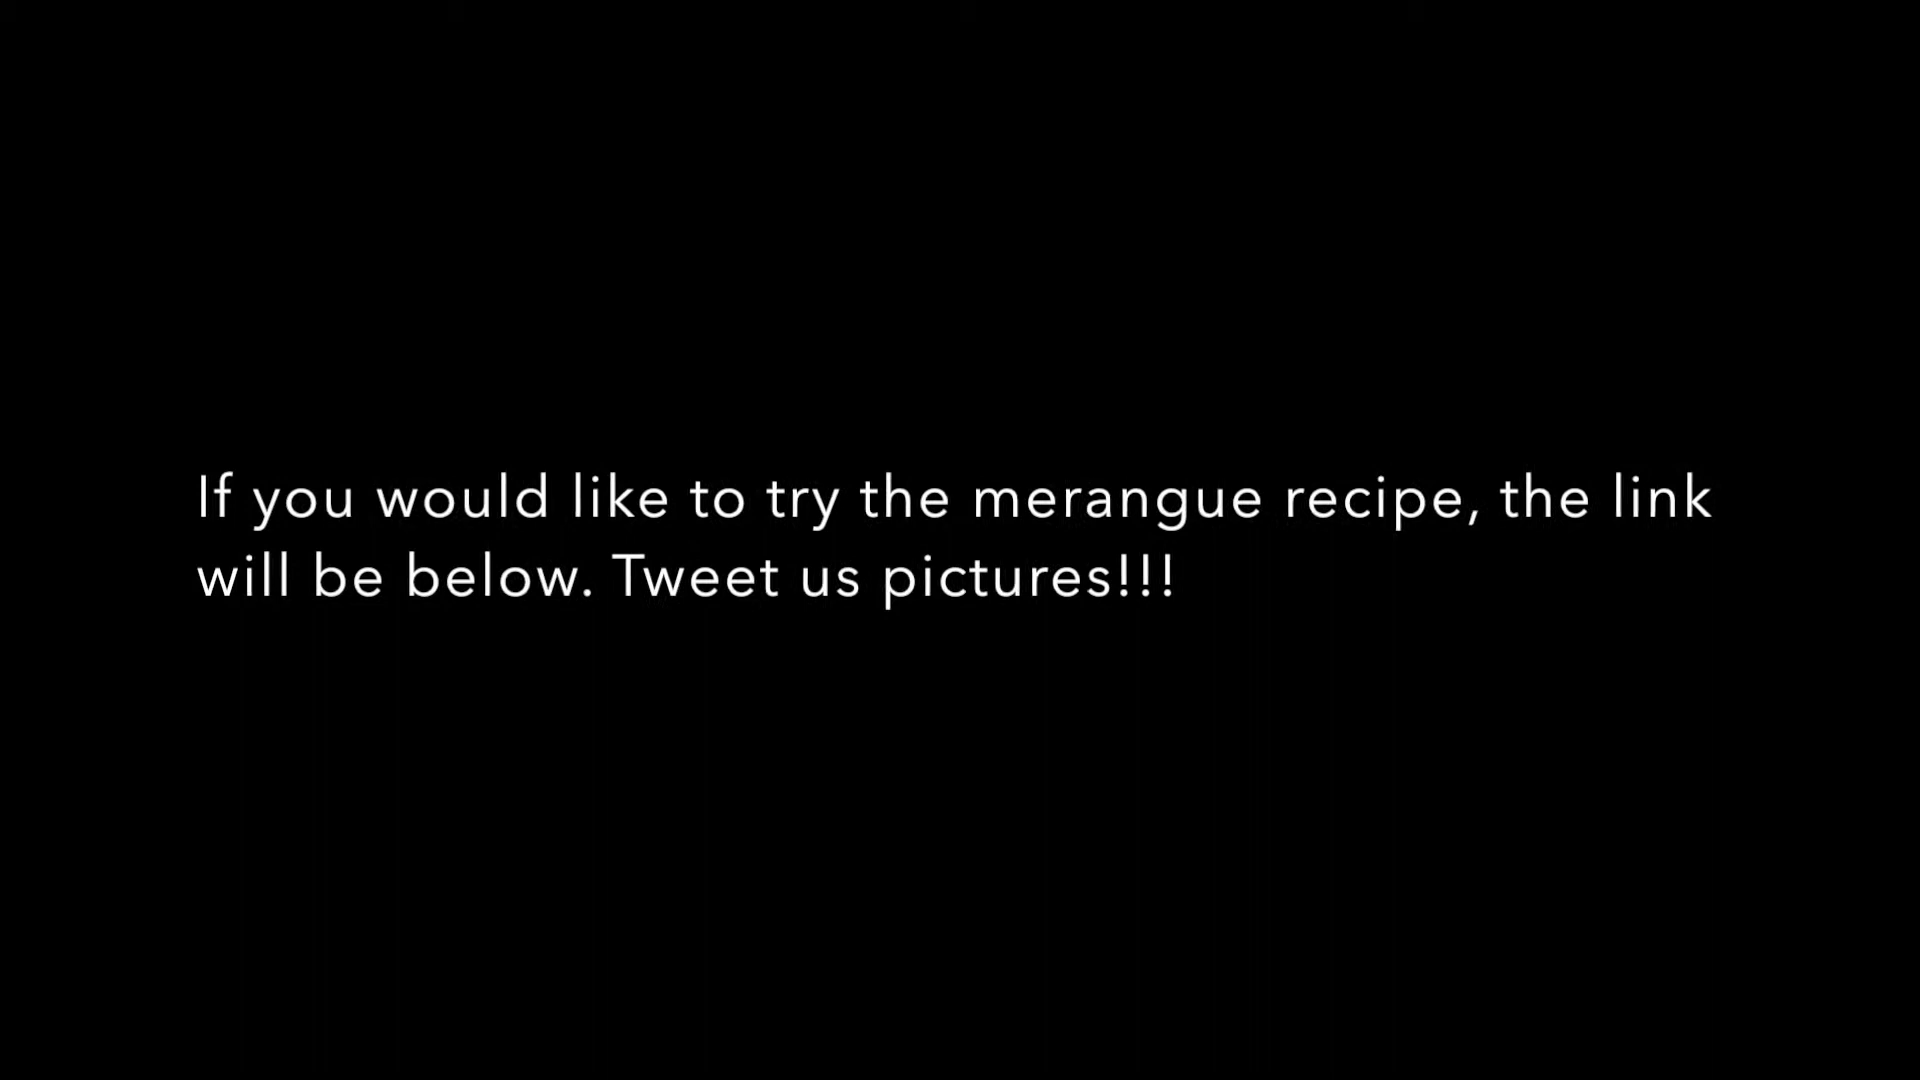 If you would like to try the merangue recipe, the link
will be below. Tweet us pictures!!!